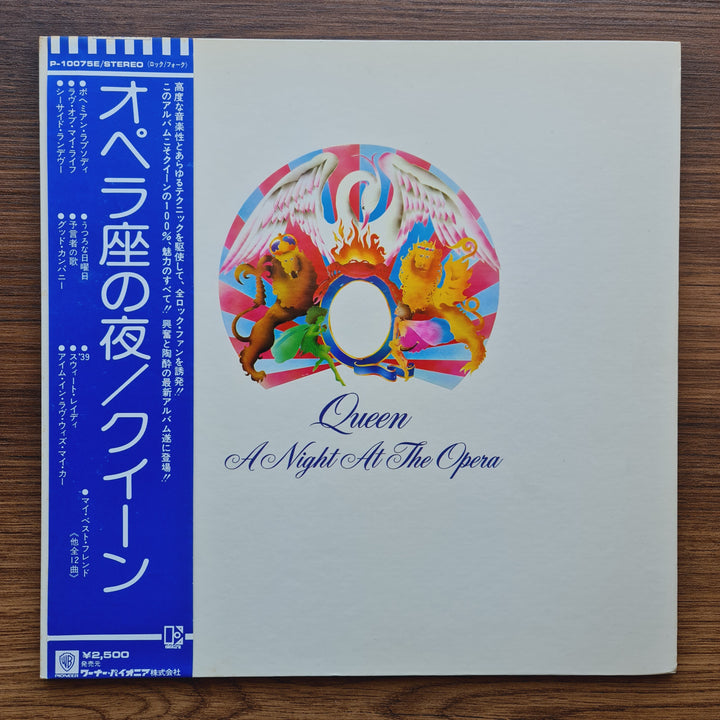 P-10075E/STEREO (ロック/フォーク)
高度な音楽性とあらゆるテクニックを駆使して、全ロック・ファンを誘発!!
このアルバムこそクイーンの100%魅力のすべて!! 興奮と陶酔の最新アルバム遂に登場!!
オペラ座の夜/クイーン
●ボヘミアン・ラプソディ
●ラヴ・オブ・マイ・ライフ
●シーサイド・ランデヴー
●うつろな日曜日
●予言者の歌
●グッド・カンパニー
●'39
●スウィート・レイディ
●アイム・イン・ラヴ・ウィズ・マイ・カー
●マイ・ベスト・フレンド
《他全12曲》
ELEKTRA
WB
PIONEER
¥2,500
発売元
ワーナー・パイオニア株式会社
Queen
A Night At The Opera